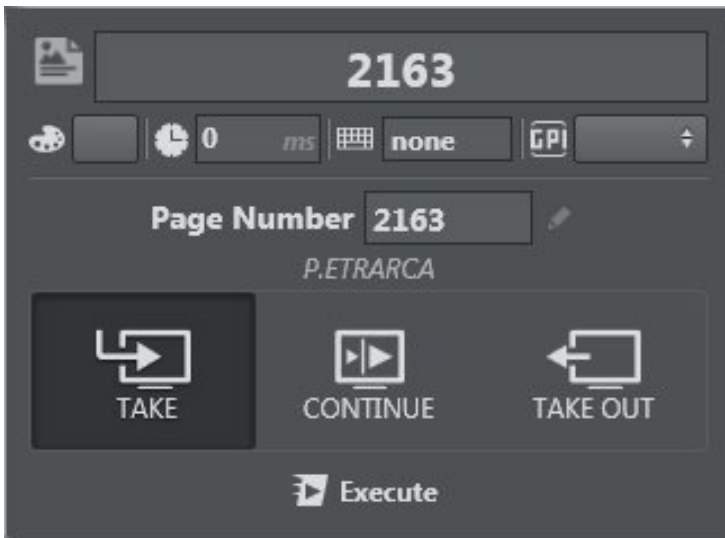 2163
0 ms none GPI
Page Number 2163
P.ETRARCA
TAKE CONTINUE TAKE OUT
Execute